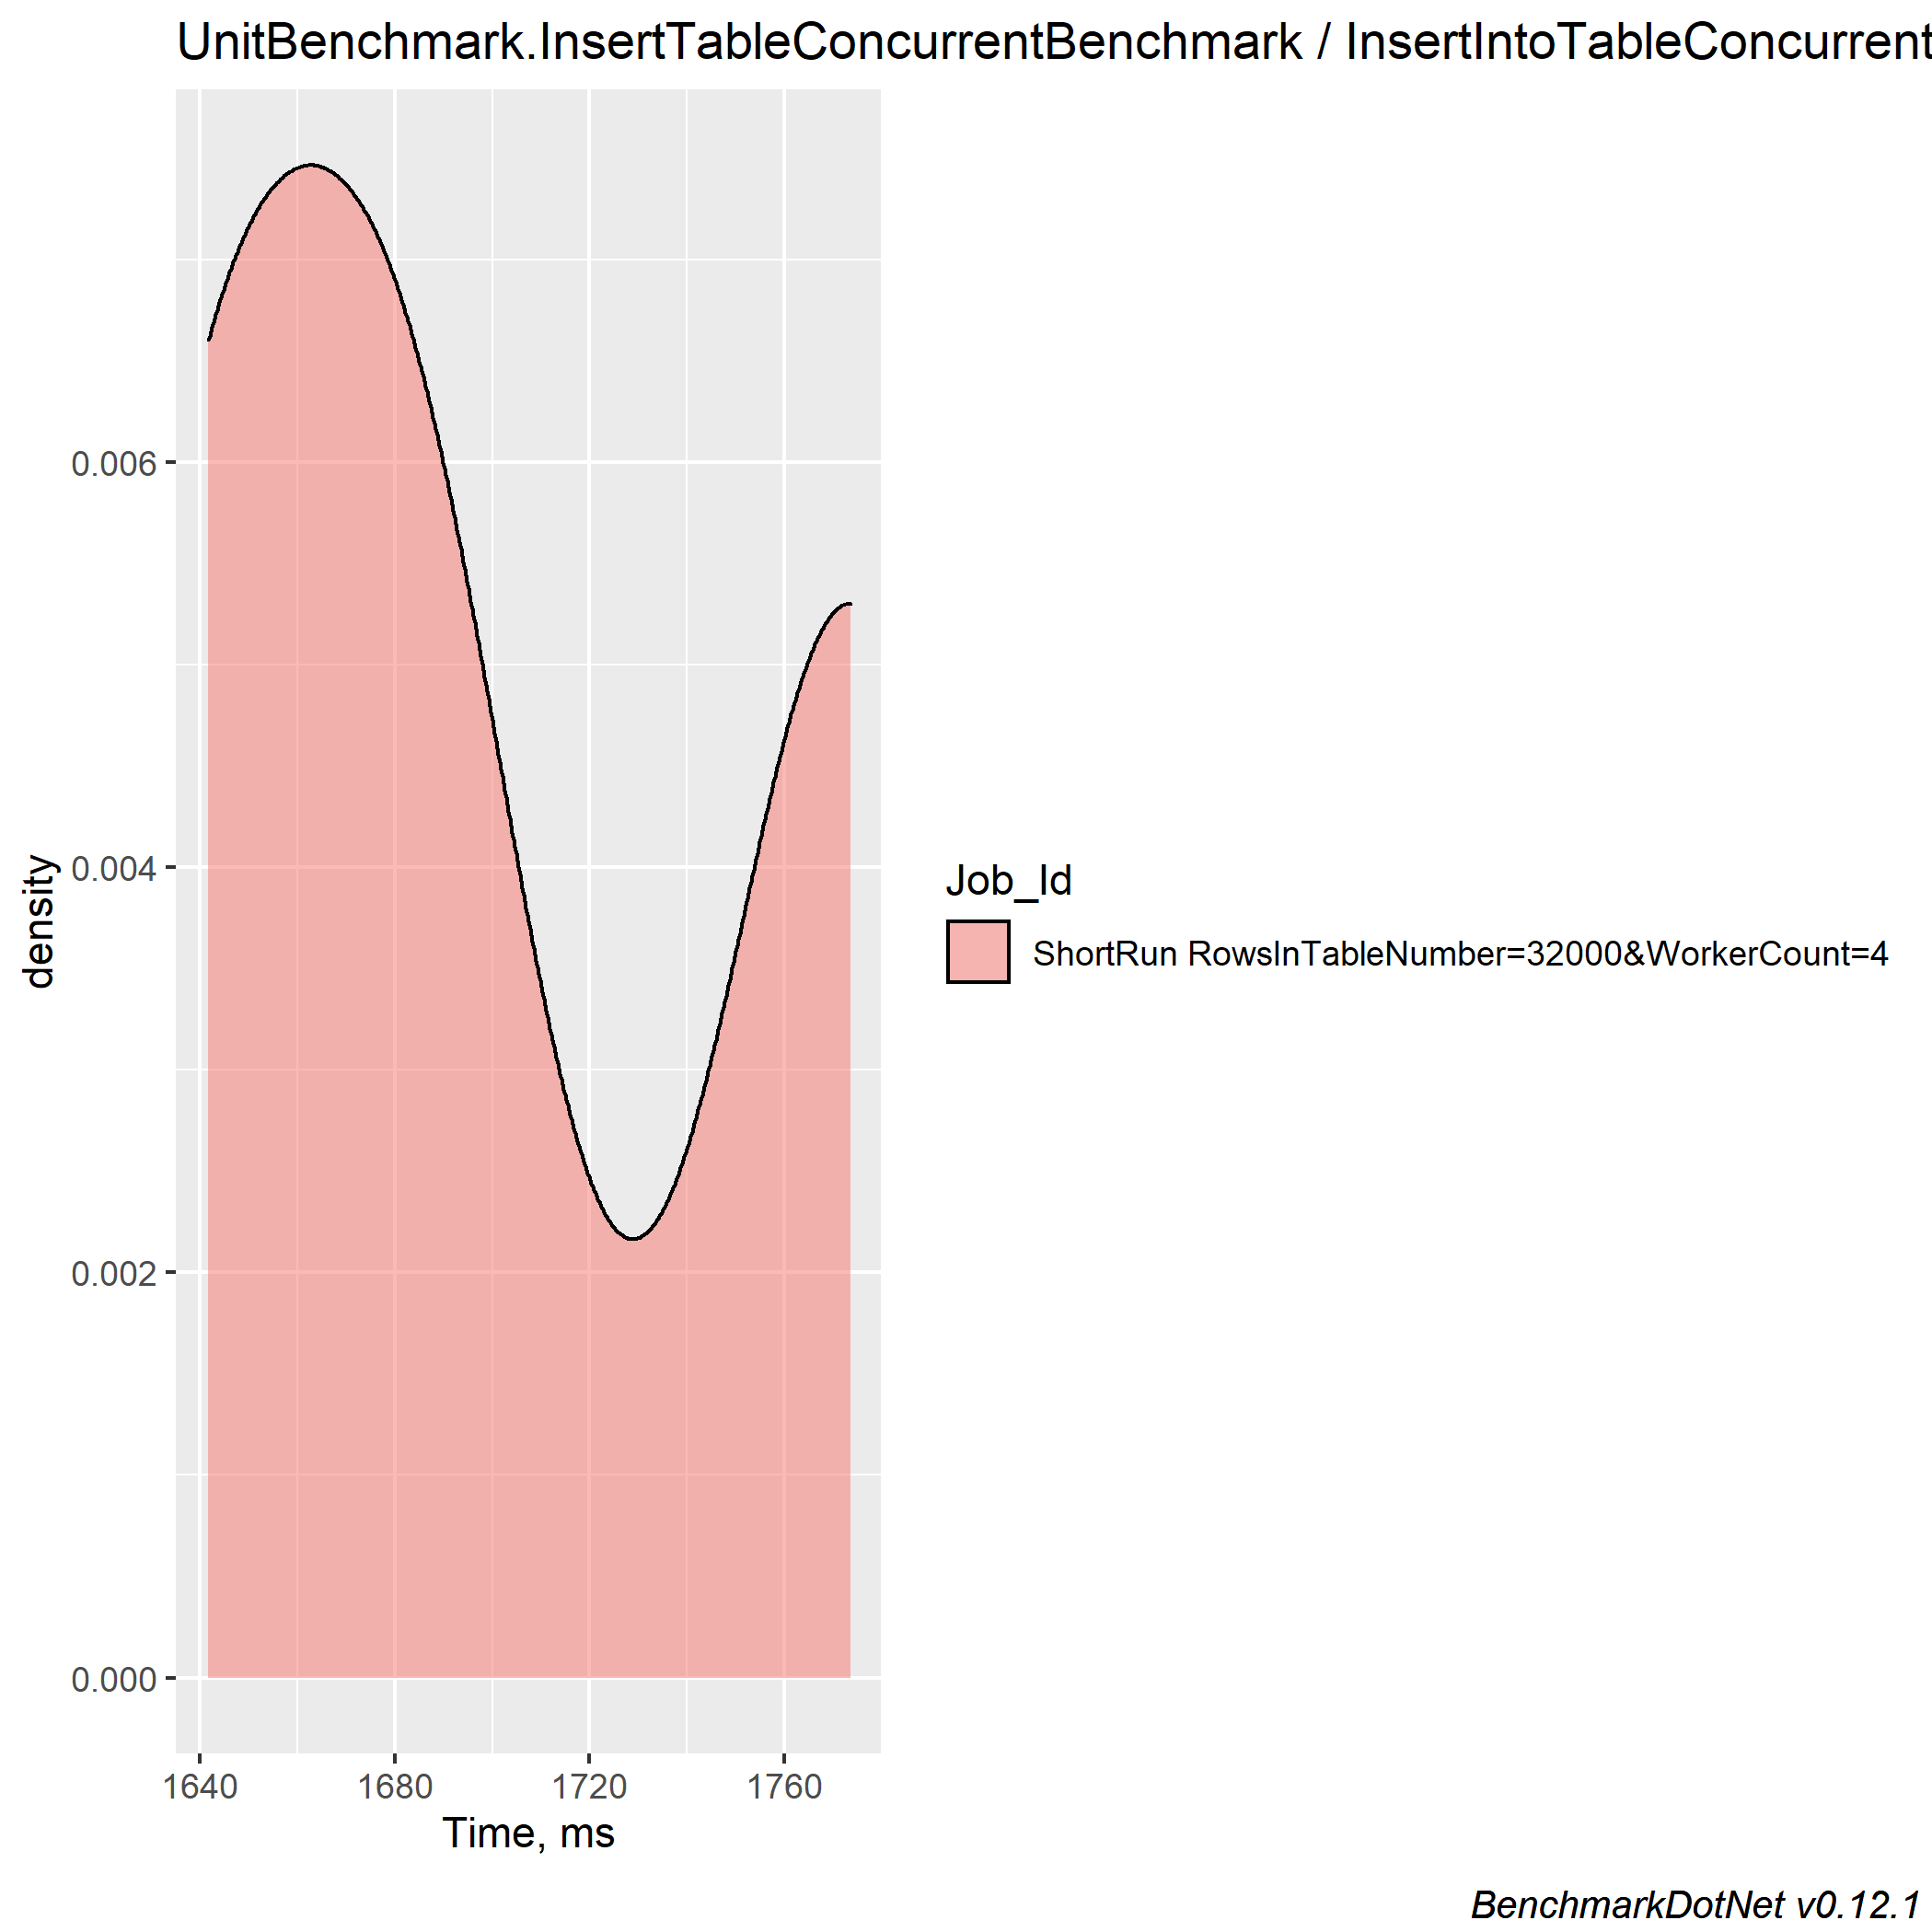 UnitBenchmark.InsertTableConcurrentBenchmark / InsertIntoTableConcurrent
density
0.006
0.004
0.002
0.000
1640 1680 1720 1760
Time, ms
Job_Id
ShortRun RowsInTableNumber=32000&WorkerCount=4
BenchmarkDotNet v0.12.1